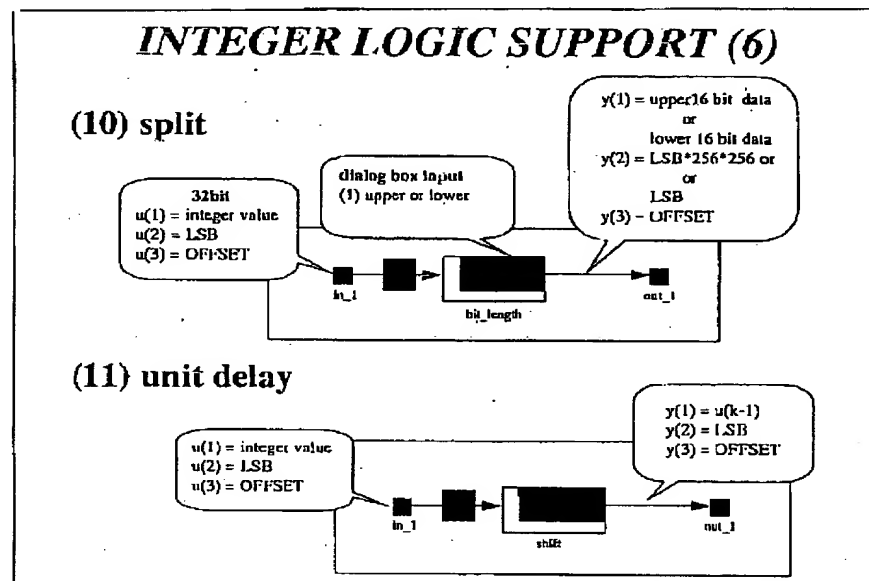 INTEGER LOGIC SUPPORT (6)
(10) split
32bit
u(1) = integer value
u(2) = LSB
u(3) = OFFSET
dialog box input
(1) upper or lower
y(1) = upper16 bit data
or
lower 16 bit data
y(2) = LSB*256*256 or
or
LSB
y(3) = OFFSET
in_1
bit_length
out_1
(11) unit delay
u(1) = integer value
u(2) = LSB
u(3) = OFFSET
y(1) = u(k-1)
y(2) = LSB
y(3) = OFFSET
in_1
shift
out_1